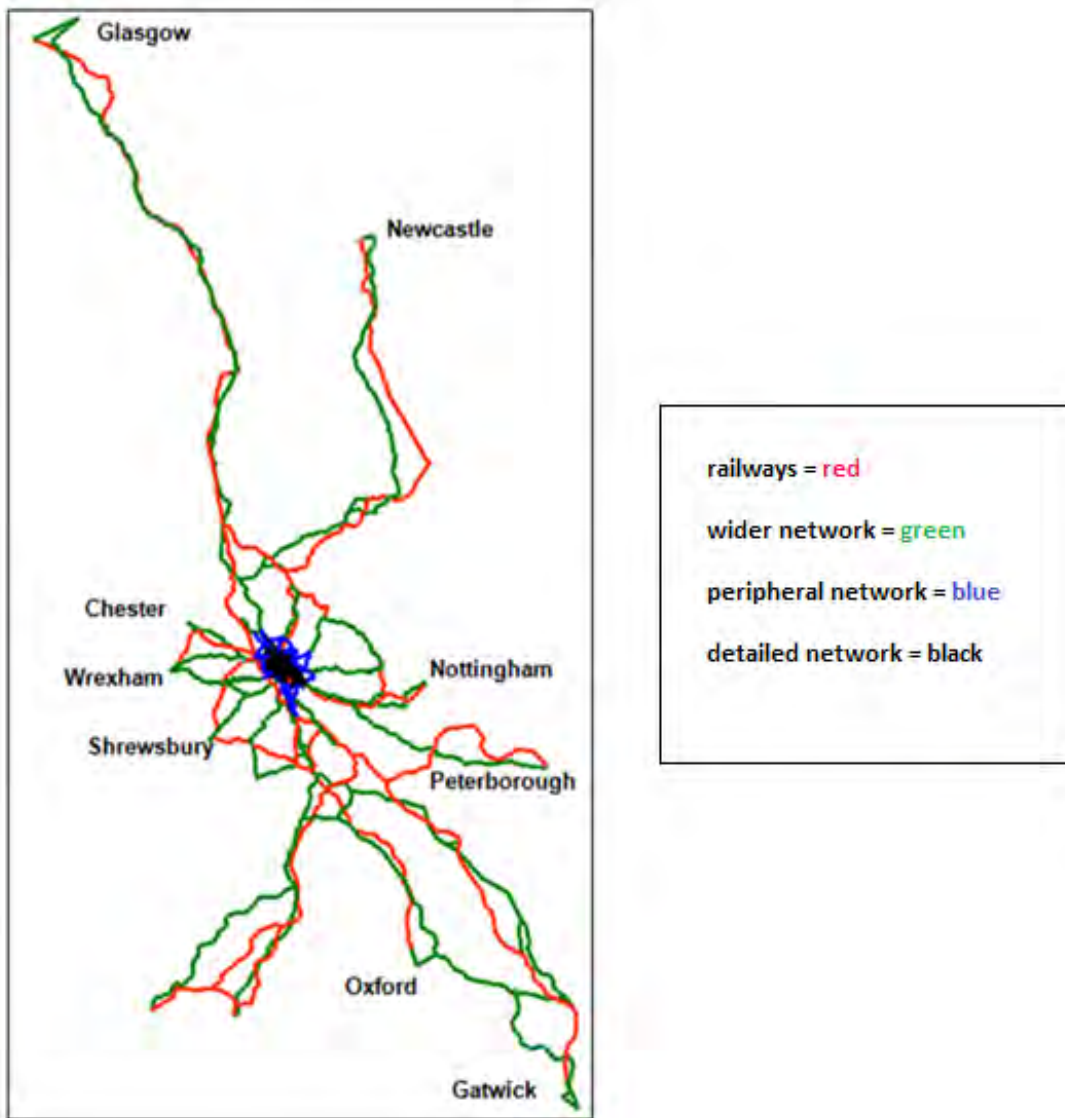 Glasgow
Newcastle
Chester
Wrexham
Nottingham
Shrewsbury
Peterborough
Oxford
Gatwick
railways = red
wider network = green
peripheral network = blue
detailed network = black